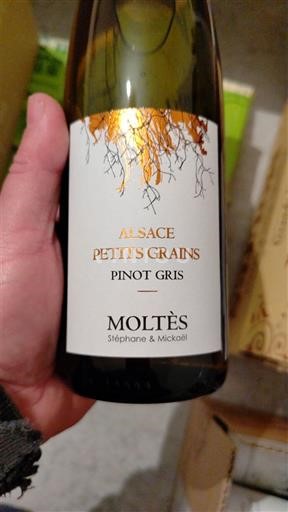 ALSACE
PETITS GRAINS
PINOT GRIS
MOLTÈS
Stéphane & Mickaël